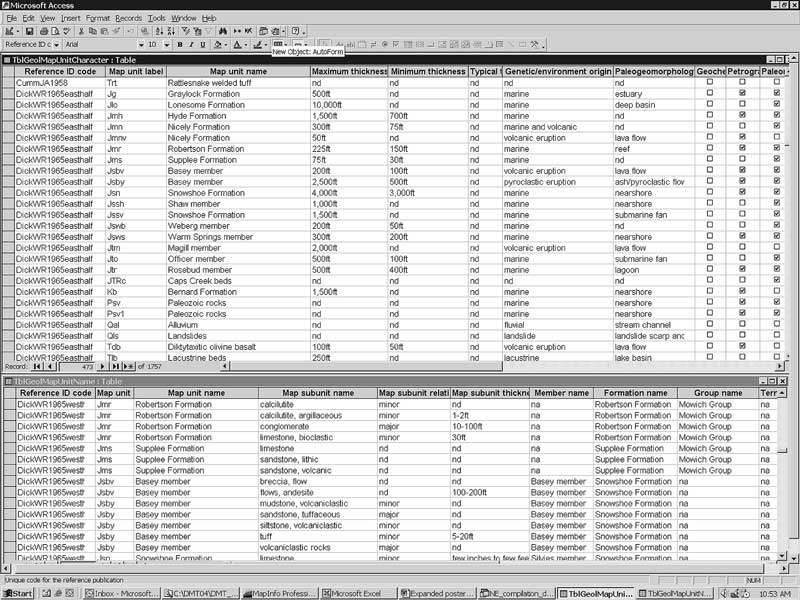 Microsoft Access
File Edit View Insert Format Records Tools Window Help
Reference ID c Arial 10 B I U
New Object: AutoForm
TblGeolMapUnitCharacter : Table
Reference ID code Map unit label Map unit name Maximum thickness Minimum thickness Typical t Genetic/environment origin Paleogeomorpholog Geoche Petrogr Paleor
CummJA1958 Trt Rattlesnake welded tuff nd nd nd nd nd
DickWR1965easthalf Jg Graylock Formation 500ft nd nd marine estuary
DickWR1965easthalf Jlo Lonesome Formation 10,000ft nd nd marine deep basin
DickWR1965easthalf Jmh Hyde Formation 1,500ft 700ft nd marine nd
DickWR1965easthalf Jmn Nicely Formation 300ft 75ft nd marine and volcanic nd
DickWR1965easthalf Jmnv Nicely Formation 50ft nd nd volcanic eruption lava flow
DickWR1965easthalf Jmr Robertson Formation 225ft 150ft nd marine reef
DickWR1965easthalf Jms Supplee Formation 75ft 30ft nd marine nd
DickWR1965easthalf Jsbv Basey member 200ft 100ft nd volcanic eruption lava flow
DickWR1965easthalf Jsby Basey member 2,500ft 500ft nd pyroclastic eruption ash/pyroclastic flov
DickWR1965easthalf Jsn Snowshoe Formation 4,000ft 3,000ft nd marine nearshore
DickWR1965easthalf Jssh Shaw member 1,000ft nd nd marine nd
DickWR1965easthalf Jssv Snowshoe Formation 1,500ft nd nd marine submarine fan
DickWR1965easthalf Jswb Weberg member 200ft 50ft nd marine nd
DickWR1965easthalf Jsws Warm Springs member 300ft 200ft nd marine nearshore
DickWR1965easthalf Jtm Magill member 2,000ft nd nd volcanic eruption lava flow
DickWR1965easthalf Jto Officer member 500ft 100ft nd marine submarine fan
DickWR1965easthalf Jtr Rosebud member 500ft 400ft nd marine lagoon
DickWR1965easthalf JTRc Caps Creek beds nd nd nd marine nd
DickWR1965easthalf Kb Bernard Formation 1,500ft nd nd marine nearshore
DickWR1965easthalf Psv Paleozoic rocks nd nd nd marine nearshore
DickWR1965easthalf Psv1 Paleozoic rocks nd nd nd marine nearshore
DickWR1965easthalf Qal Alluvium nd nd nd fluvial stream channel
DickWR1965easthalf Qls Landslides nd nd nd landslide landslide scarp anc
DickWR1965easthalf Tdb Diktytaxitic olivine basalt 100ft 50ft nd volcanic eruption lava flow
DickWR1965easthalf Tlb Lacustrine beds 250ft nd nd lacustrine lake basin
Record: 473 of 1757
TblGeolMapUnitName : Table
Reference ID code Map unit Map unit name Map subunit name Map subunit relati Map subunit thickne Member name Formation name Group name Terr
DickWR1965westh Jmr Robertson Formation calcilutite minor nd na Robertson Formation Mowich Group na
DickWR1965westh Jmr Robertson Formation calcilutite, argillaceous minor 1-2ft na Robertson Formation Mowich Group na
DickWR1965westh Jmr Robertson Formation conglomerate major 10-100ft na Robertson Formation Mowich Group na
DickWR1965westh Jmr Robertson Formation limestone, bioclastic minor 30ft na Robertson Formation Mowich Group na
DickWR1965westh Jms Supplee Formation limestone nd nd na Supplee Formation Mowich Group na
DickWR1965westh Jms Supplee Formation sandstone, lithic nd nd na Supplee Formation Mowich Group na
DickWR1965westh Jms Supplee Formation sandstone, volcanic nd nd na Supplee Formation Mowich Group na
DickWR1965westh Jsbv Basey member breccia, flow nd nd Basey member Snowshoe Formation na na
DickWR1965westh Jsby Basey member flows, andesite nd 100-200ft Basey member Snowshoe Formation na na
DickWR1965westh Jsby Basey member mudstone, volcaniclastic minor nd Basey member Snowshoe Formation na na
DickWR1965westh Jsby Basey member sandstone, tuffaceous major nd Basey member Snowshoe Formation na na
DickWR1965westh Jsby Basey member siltstone, volcaniclastic minor nd Basey member Snowshoe Formation na na
DickWR1965westh Jsby Basey member tuff minor 5-20ft Basey member Snowshoe Formation na na
DickWR1965westh Jsby Basey member volcaniclastic rocks major nd Basey member Snowshoe Formation na na
DickWR1965westh Jsn Snowshoe Formation limestone minor few inches to few fee Silvies member Snowshoe Formation na na
Unique code for the reference publication NUM
Start Inbox - Microsoft... C:\DMT04\DMT_... MapInfo Professi... Microsoft Excel Expanded poster... NE_compilation_d... TblGeolMapUni... TblGeolMapUnitN... 10:53 AM